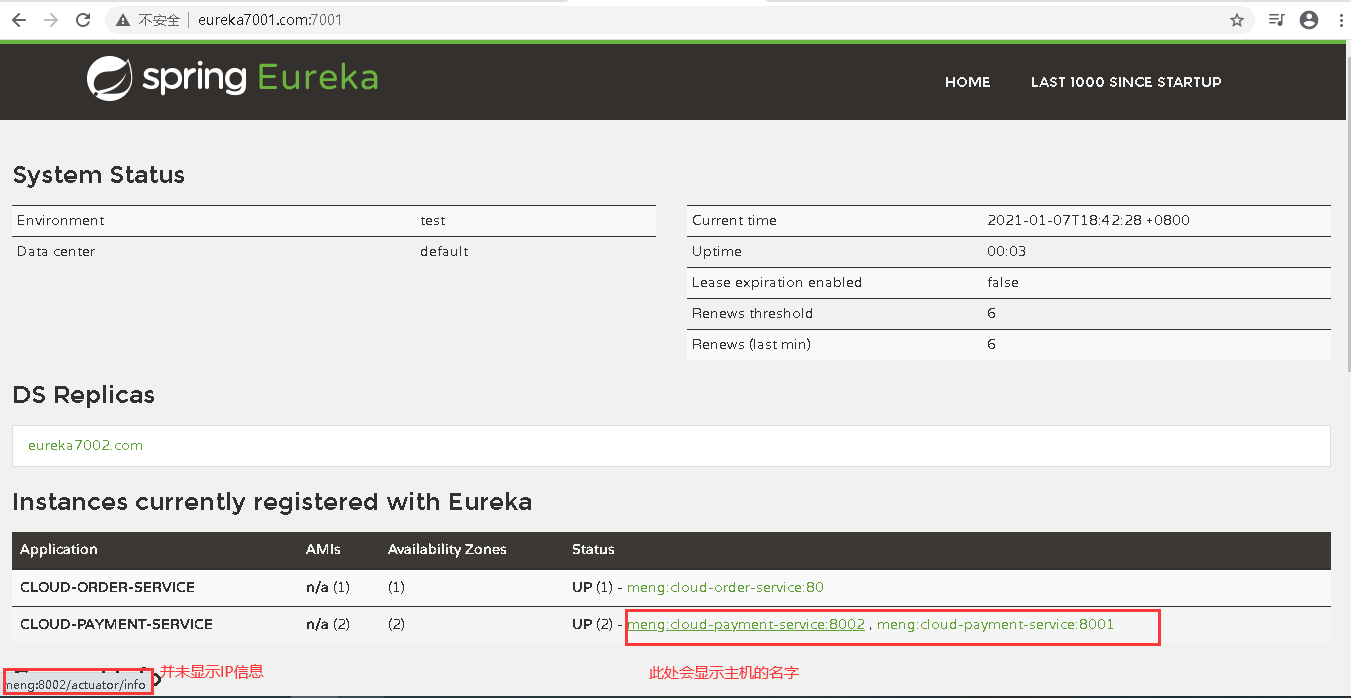 不安全 eureka7001.com:7001
spring Eureka
HOME LAST 1000 SINCE STARTUP
System Status
Environment test
Data center default
Current time 2021-01-07T18:42:28 +0800
Uptime 00:03
Lease expiration enabled false
Renews threshold 6
Renews (last min) 6
DS Replicas
eureka7002.com
Instances currently registered with Eureka
Application AMIs Availability Zones Status
CLOUD-ORDER-SERVICE n/a (1) (1) UP (1) - meng:cloud-order-service:80
CLOUD-PAYMENT-SERVICE n/a (2) (2) UP (2) - meng:cloud-payment-service:8002 , meng:cloud-payment-service:8001
并未显示IP信息
此处会显示主机的名字
meng:8002/actuator/info